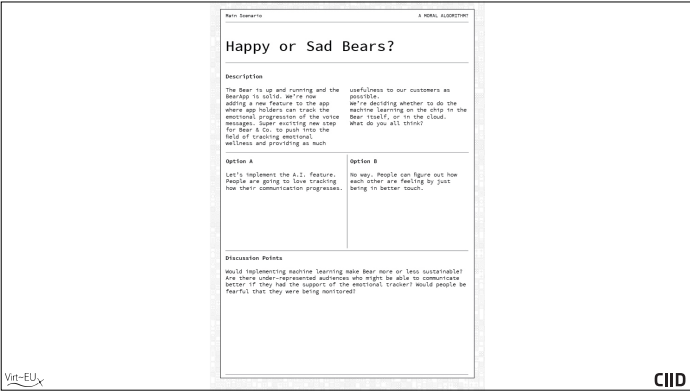 Main Scenario
A MORAL ALGORITHM?
Happy or Sad Bears?
Description
The Bear is up and running and the
BearApp is solid. We're now
adding a new feature to the app
where app holders can track the
emotional progression of the voice
messages. Super exciting new step
for Bear & Co. to push into the
field of tracking emotional
wellness and providing as much
usefulness to our customers as
possible.
We're deciding whether to do the
machine learning on the chip in the
Bear itself, or in the cloud.
What do you all think?
Option A
Let's implement the A.I. feature.
People are going to love tracking
how their communication progresses.
Option B
No way. People can figure out how
each other are feeling by just
being in better touch.
Discussion Points
Would implementing machine learning make Bear more or less sustainable?
Are there under-represented audiences who might be able to communicate
better if they had the support of the emotional tracker? Would people be
fearful that they were being monitored?
Virt~EU
CIID